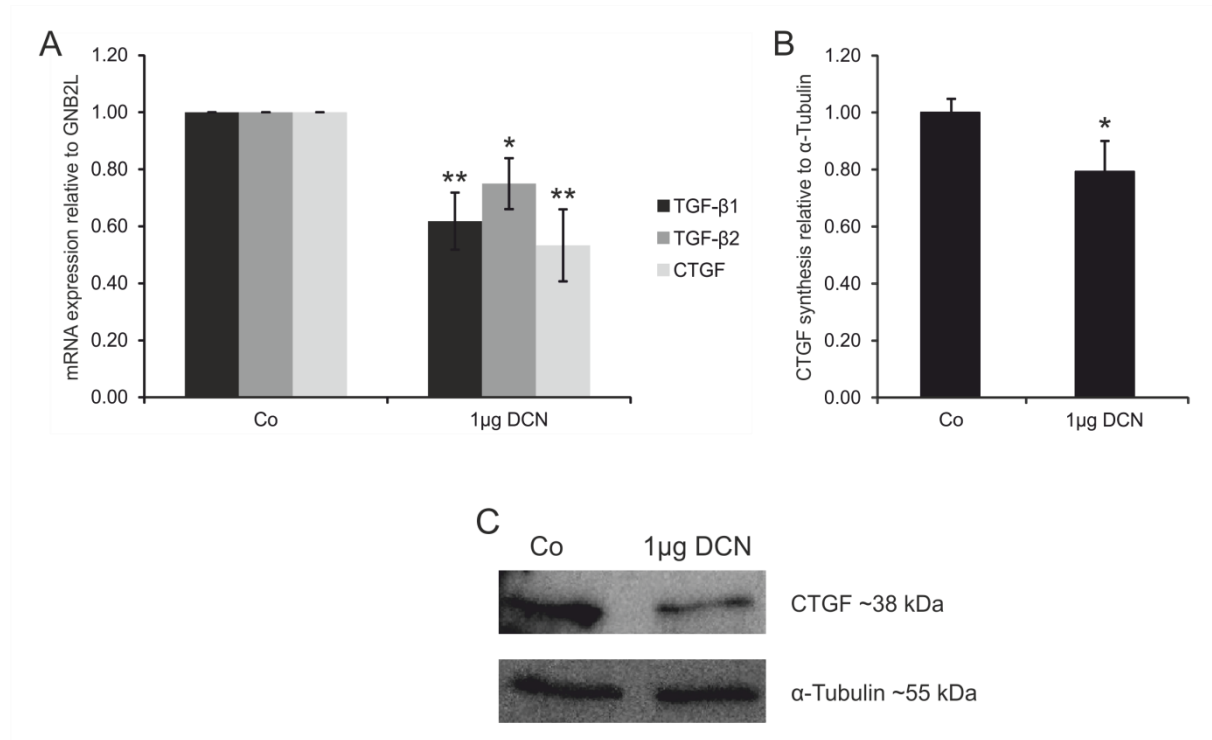 A
mRNA expression relative to GNB2L
1.20
1.00
0.80
0.60
0.40
0.20
0.00
**
*
**
Co
1µg DCN
TGF-β1
TGF-β2
CTGF
B
CTGF synthesis relative to α-Tubulin
1.20
1.00
0.80
0.60
0.40
0.20
0.00
*
Co
1µg DCN
C
Co 1µg DCN
CTGF ~38 kDa
α-Tubulin ~55 kDa